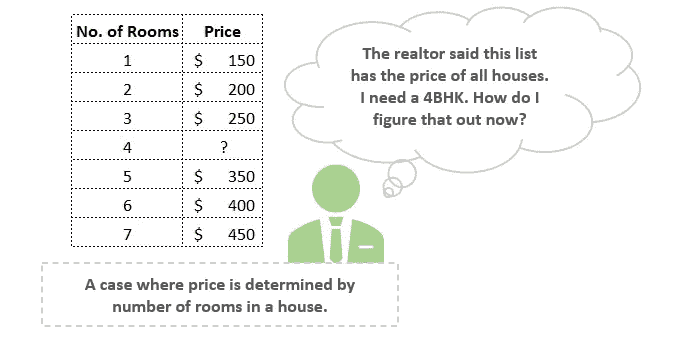 No. of Rooms Price
1 $ 150
2 $ 200
3 $ 250
4 ?
5 $ 350
6 $ 400
7 $ 450
The realtor said this list
has the price of all houses.
I need a 4BHK. How do I
figure that out now?
A case where price is determined by
number of rooms in a house.